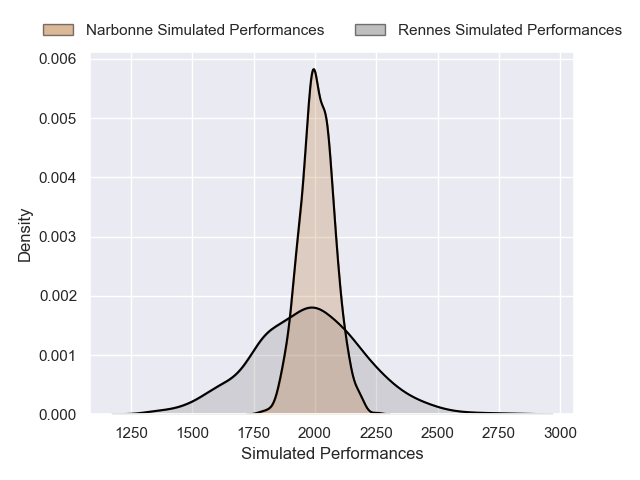 Narbonne Simulated Performances Rennes Simulated Performances
0.006
0.005
0.004
0.003
0.002
0.001
0.000
Density
1250 1500 1750 2000 2250 2500 2750 3000
Simulated Performances